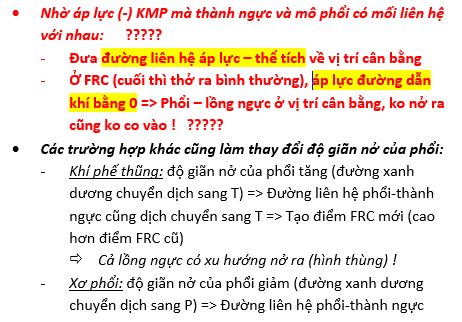 • Nhờ áp lực (-) KMP mà thành ngực và mô phổi có mối liên hệ
với nhau: ?????
- Đưa đường liên hệ áp lực – thể tích về vị trí cân bằng
- Ở FRC (cuối thì thở ra bình thường), áp lực đường dẫn
khí bằng 0 => Phổi – lồng ngực ở vị trí cân bằng, ko nở ra
cũng ko co vào ! ?????
• Các trường hợp khác cũng làm thay đổi độ giãn nở của phổi:
- Khí phế thũng: độ giãn nở của phổi tăng (đường xanh
dương chuyển dịch sang T) => Đường liên hệ phổi-thành
ngực cũng dịch chuyển sang T => Tạo điểm FRC mới (cao
hơn điểm FRC cũ)
⇒ Cả lồng ngực có xu hướng nở ra (hình thùng) !
- Xơ phổi: độ giãn nở của phổi giảm (đường xanh dương
chuyển dịch sang P) => Đường liên hệ phổi-thành ngực